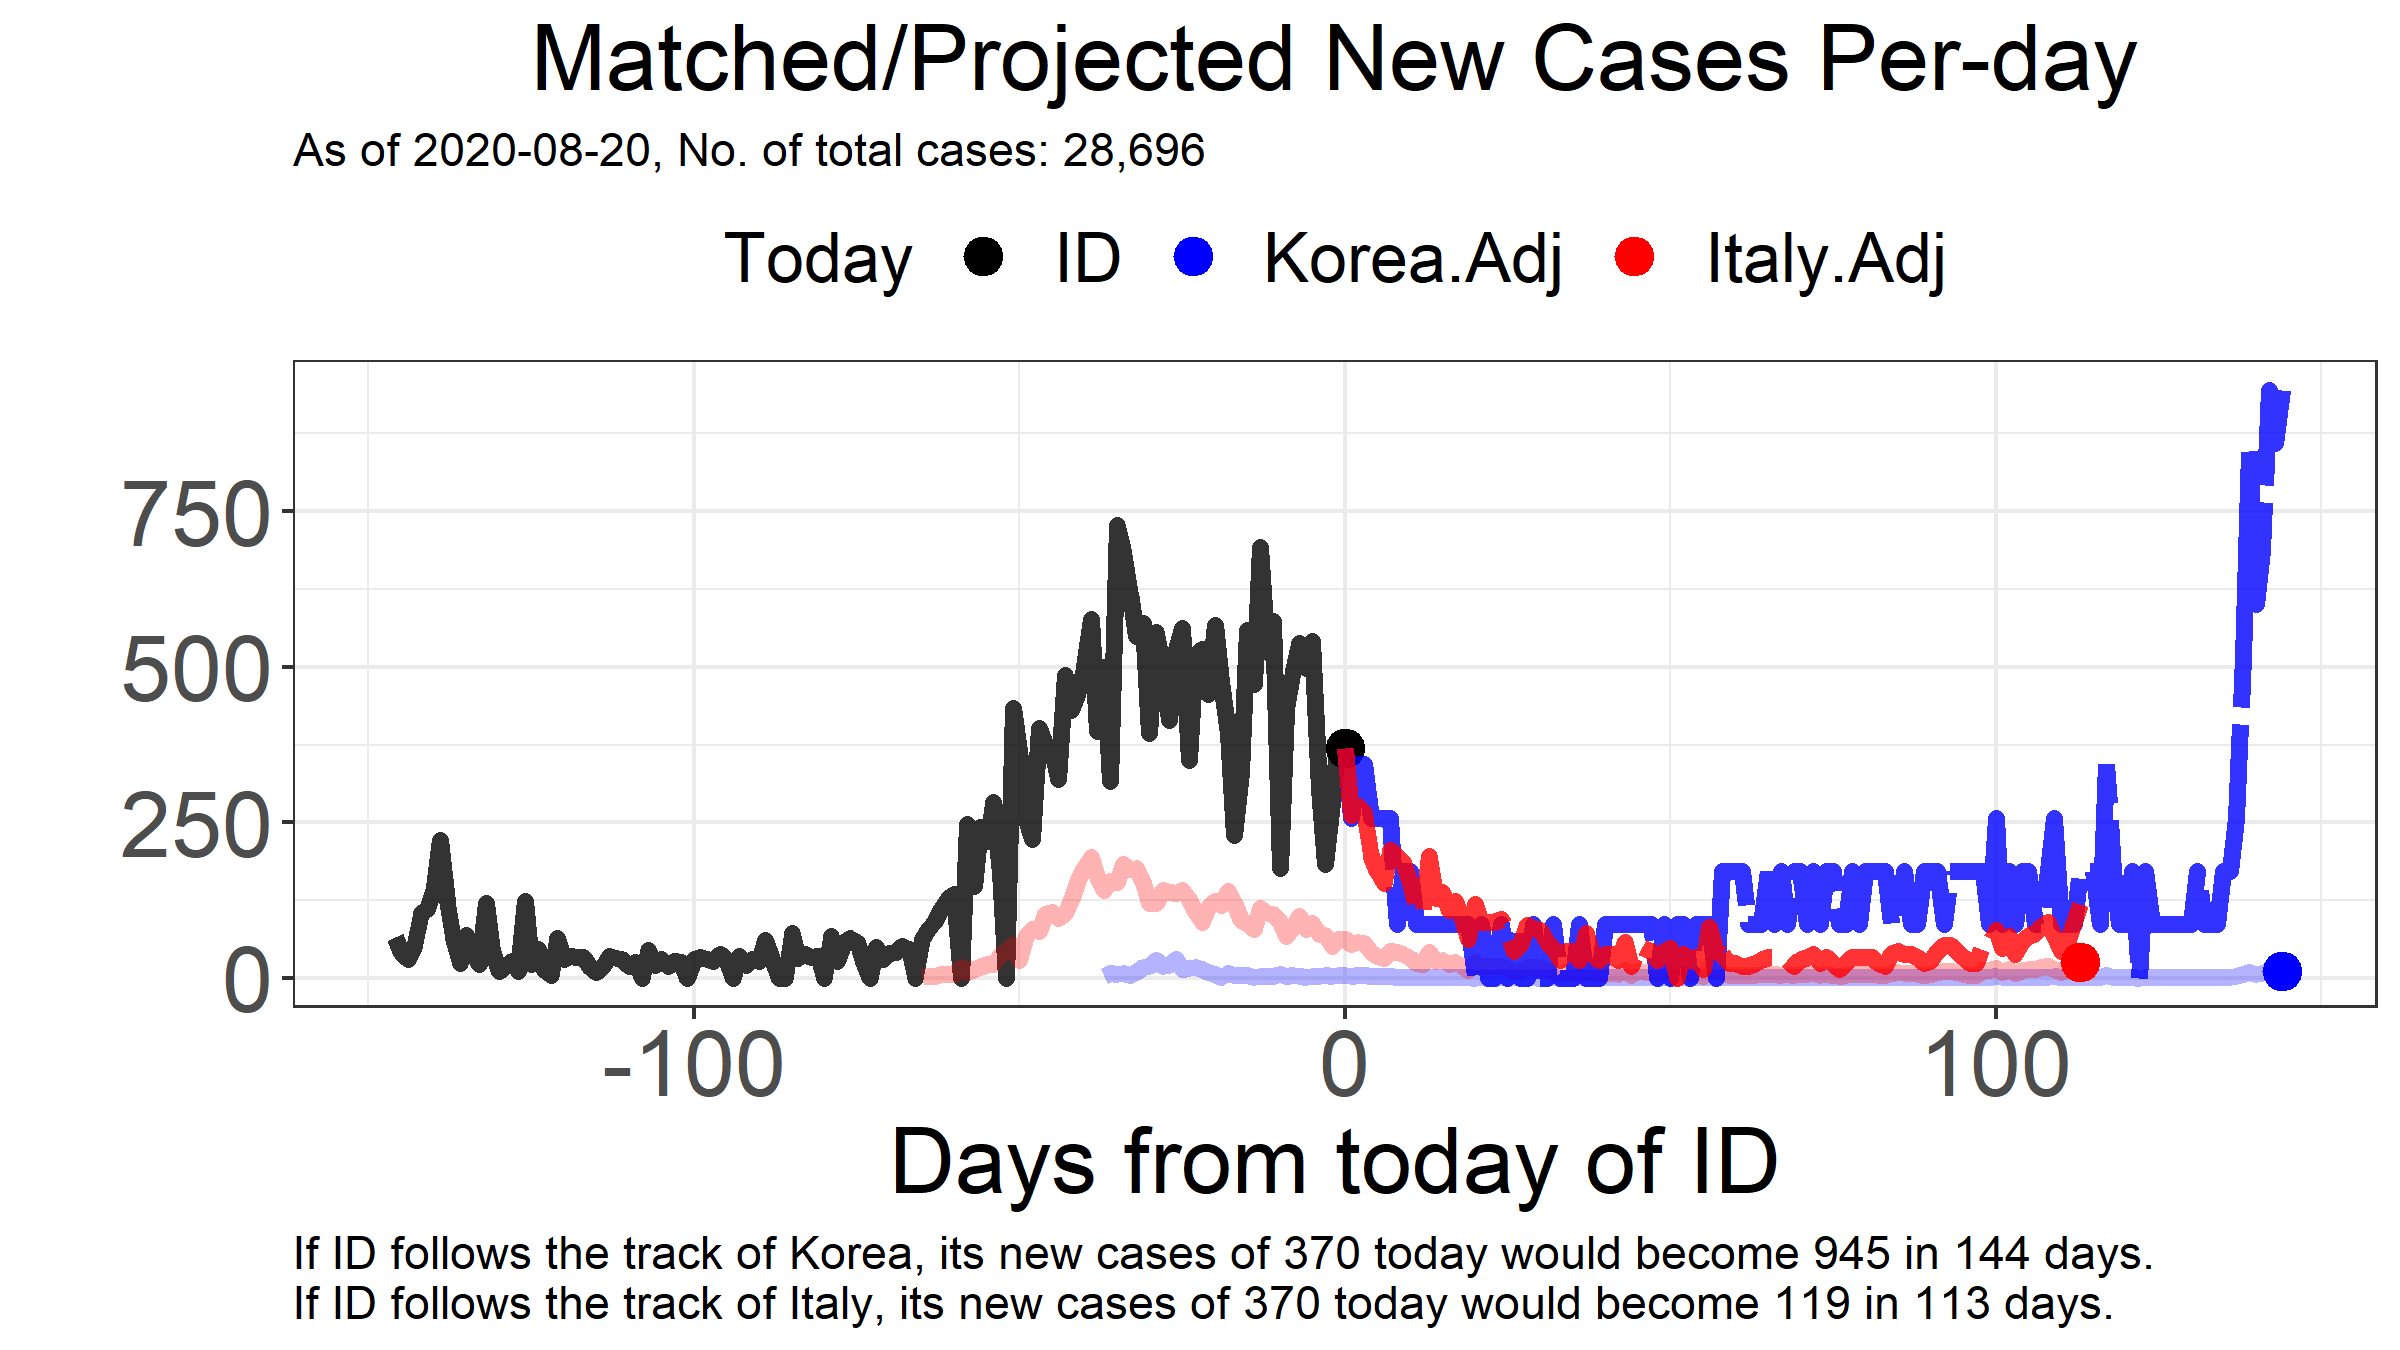 Matched/Projected New Cases Per-day
As of 2020-08-20, No. of total cases: 28,696
Today ID Korea.Adj Italy.Adj
750
500
250
0
-100 0 100
Days from today of ID
If ID follows the track of Korea, its new cases of 370 today would become 945 in 144 days.
If ID follows the track of Italy, its new cases of 370 today would become 119 in 113 days.